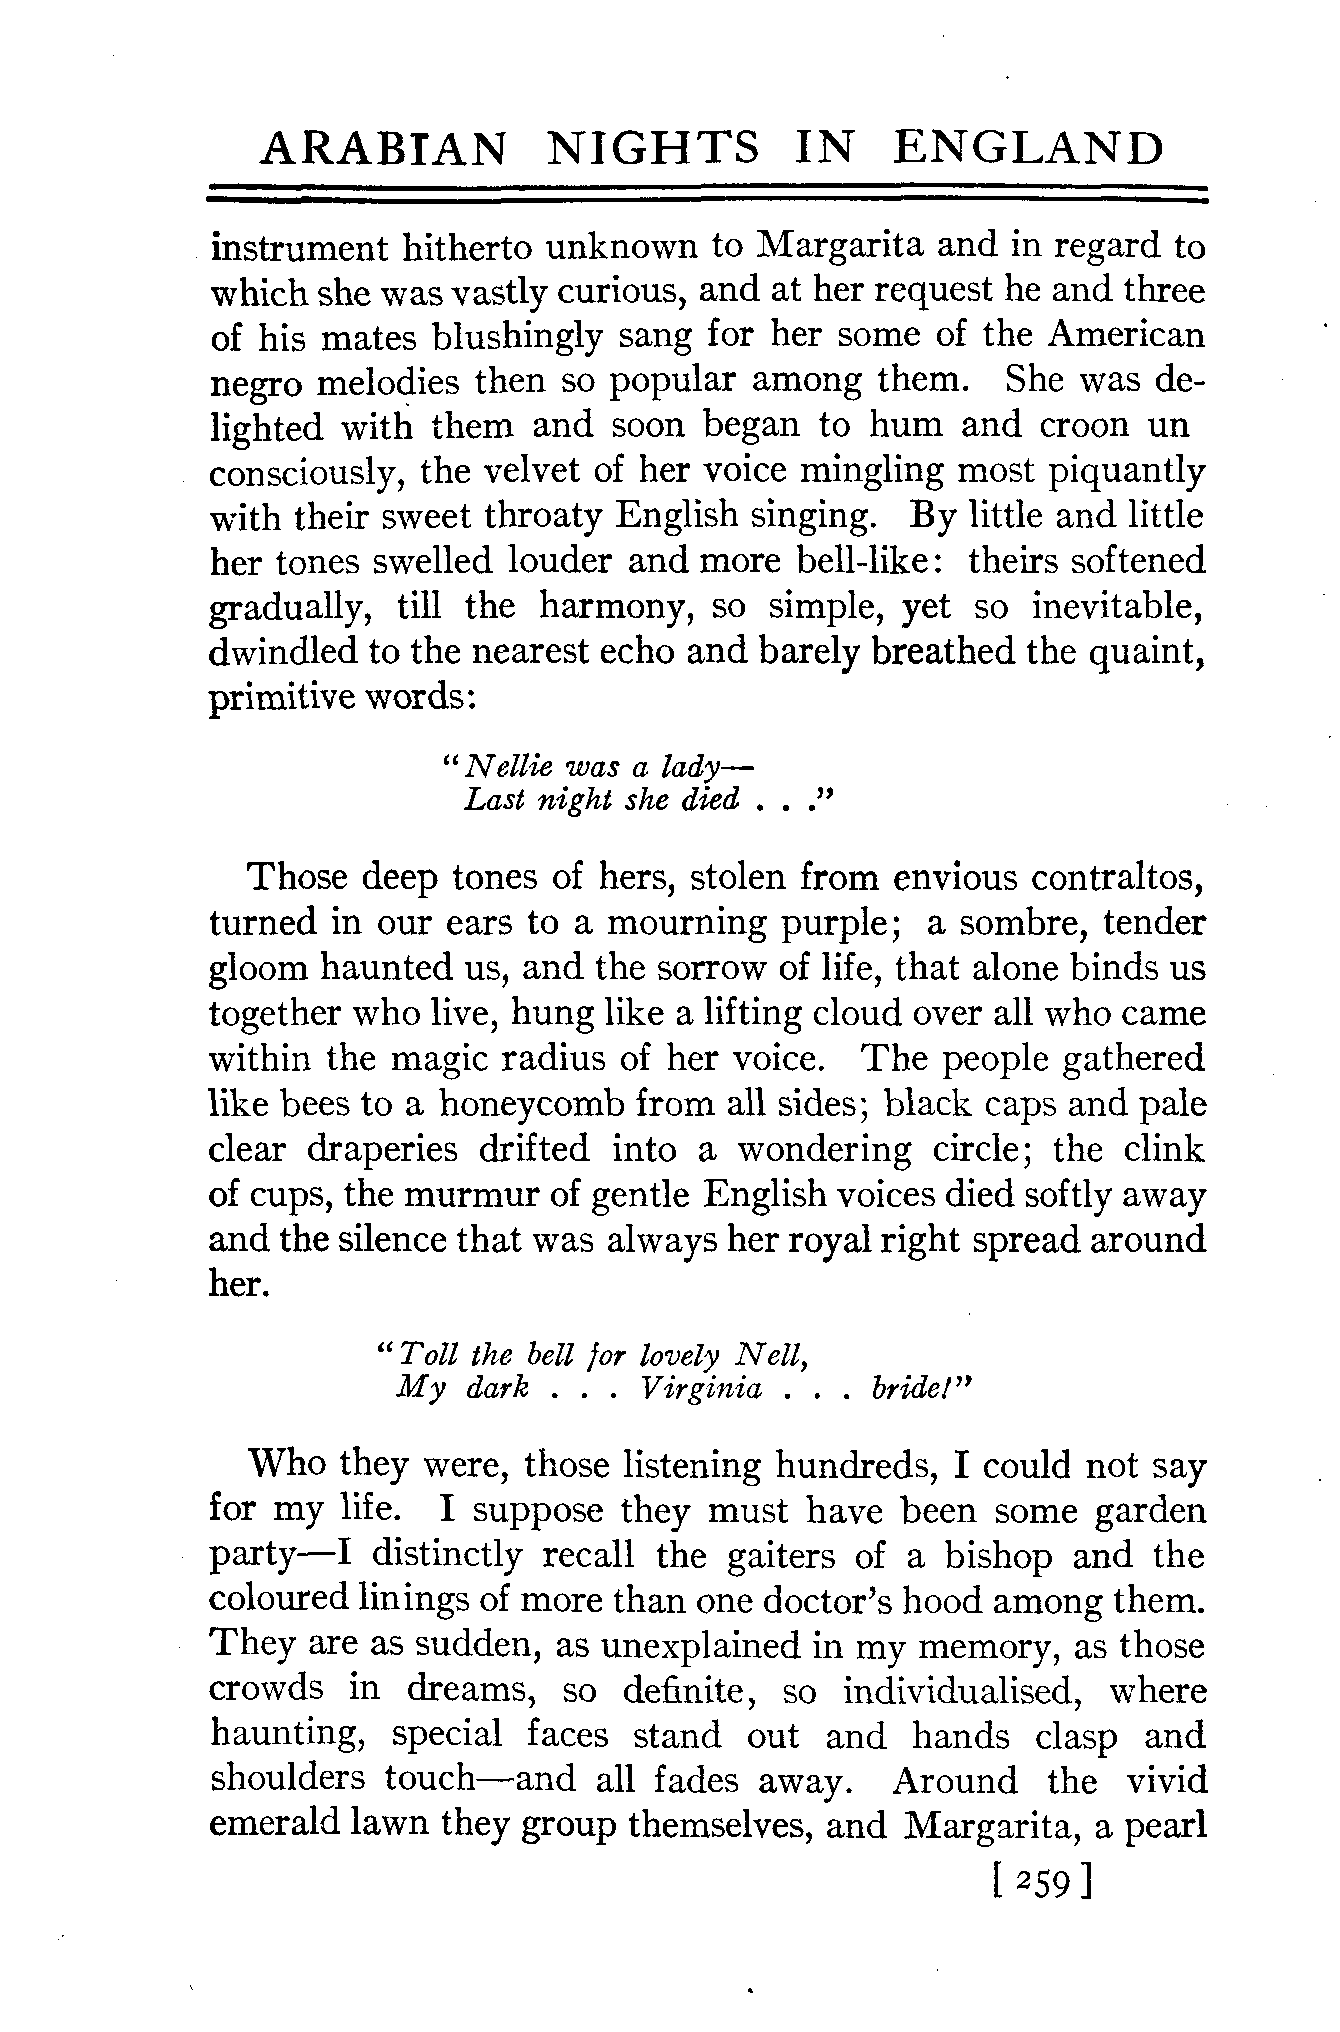 ARABIAN NIGHTS IN ENGLAND
instrument hitherto unknown to Margarita and in regard to
which she was vastly curious, and at her request he and three
of his mates blushingly sang for her some of the American
negro melodies then so popular among them. She was de-
lighted with them and soon began to hum and croon un
consciously, the velvet of her voice mingling most piquantly
with their sweet throaty English singing. By little and little
her tones swelled louder and more bell-like: theirs softened
gradually, till the harmony, so simple, yet so inevitable,
dwindled to the nearest echo and barely breathed the quaint,
primitive words:
"Nellie was a lady—
Last night she died . . ."
Those deep tones of hers, stolen from envious contraltos,
turned in our ears to a mourning purple; a sombre, tender
gloom haunted us, and the sorrow of life, that alone binds us
together who live, hung like a lifting cloud over all who came
within the magic radius of her voice. The people gathered
like bees to a honeycomb from all sides; black caps and pale
clear draperies drifted into a wondering circle; the clink
of cups, the murmur of gentle English voices died softly away
and the silence that was always her royal right spread around
her.
"Toll the bell for lovely Nell,
My dark . . . Virginia . . . bride!"
Who they were, those listening hundreds, I could not say
for my life. I suppose they must have been some garden
party—I distinctly recall the gaiters of a bishop and the
coloured linings of more than one doctor's hood among them.
They are as sudden, as unexplained in my memory, as those
crowds in dreams, so definite, so individualised, where
haunting, special faces stand out and hands clasp and
shoulders touch—and all fades away. Around the vivid
emerald lawn they group themselves, and Margarita, a pearl
[ 259 ]